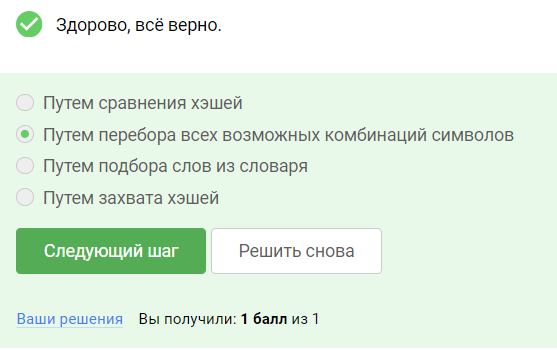 Здорово, всё верно.
Путем сравнения хэшей
Путем перебора всех возможных комбинаций символов
Путем подбора слов из словаря
Путем захвата хэшей
Следующий шаг Решить снова
Ваши решения Вы получили: 1 балл из 1